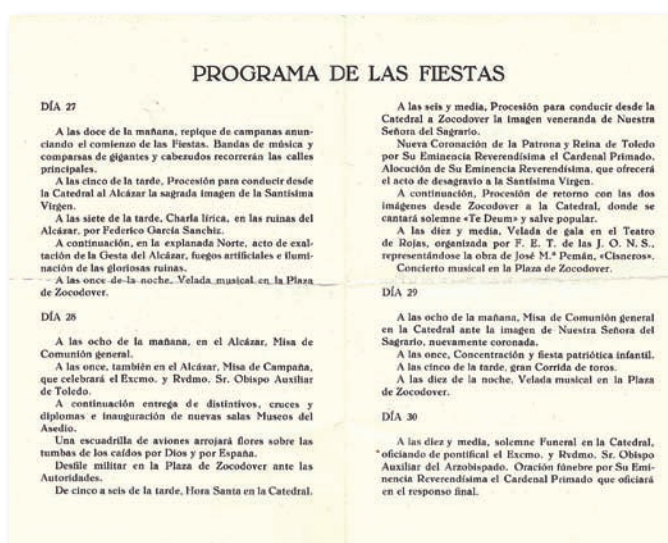 PROGRAMA DE LAS FIESTAS
DÍA 27
A las doce de la mañana, repique de campanas anun-
ciando el comienzo de las Fiestas. Bandas de música y
comparsas de gigantes y cabezudos recorrerán las calles
principales.
A las cinco de la tarde, Procesión para conducir desde
la Catedral al Alcázar la sagrada imagen de la Santísima
Virgen.
A las siete de la tarde, Charla lírica, en las ruinas del
Alcázar, por Federico García Sanchiz.
A continuación, en la explanada Norte, acto de exal-
tación de la Gesta del Alcázar, fuegos artificiales e ilumi-
nación de las gloriosas ruinas.
A las once de la noche, Velada musical en la Plaza
de Zocodover.
DÍA 28
A las ocho de la mañana, en el Alcázar, Misa de
Comunión general.
A las once, también en el Alcázar, Misa de Campaña,
que celebrará el Excmo. y Rvdmo. Sr. Obispo Auxiliar
de Toledo.
A continuación entrega de distintivos, cruces y
diplomas e inauguración de nuevas salas Museos del
Asedio.
Una escuadrilla de aviones arrojará flores sobre las
tumbas de los caídos por Dios y por España.
Desfile militar en la Plaza de Zocodover ante las
Autoridades.
De cinco a seis de la tarde, Hora Santa en la Catedral.
A las seis y media, Procesión para conducir desde la
Catedral a Zocodover la imagen veneranda de Nuestra
Señora del Sagrario.
Nueva Coronación de la Patrona y Reina de Toledo
por Su Eminencia Reverendísima el Cardenal Primado.
Alocución de Su Eminencia Reverendísima, que ofrecerá
el acto de desagravio a la Santísima Virgen.
A continuación, Procesión de retorno con las dos
imágenes desde Zocodover a la Catedral, donde se
cantará solemne «Te Deum» y salve popular.
A las diez y media, Velada de gala en el Teatro
de Rojas, organizada por F. E. T. de las J. O. N. S.,
representándose la obra de José M.ª Pemán, «Cisneros».
Concierto musical en la Plaza de Zocodover.
DÍA 29
A las ocho de la mañana, Misa de Comunión general
en la Catedral ante la imagen de Nuestra Señora del
Sagrario, nuevamente coronada.
A las once, Concentración y fiesta patriótica infantil.
A las cinco de la tarde, gran Corrida de toros.
A las diez de la noche, Velada musical en la Plaza
de Zocodover.
DÍA 30
A las diez y media, solemne Funeral en la Catedral,
oficiando de pontifical el Excmo. y Rvdmo. Sr. Obispo
Auxiliar del Arzobispado. Oración fúnebre por Su Emi-
nencia Reverendísima el Cardenal Primado que oficiará
en el responso final.